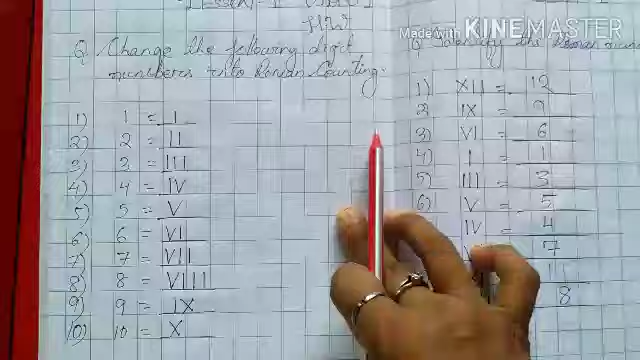 Made with KINEMASTER
H.W
Q Change the following digit
numbers into Roman Counting.
1) 1 = I
2) 2 = II
3) 3 = III
4) 4 = IV
5) 5 = V
6) 6 = VI
7) 7 = VII
8) 8 = VIII
9) 9 = IX
10) 10 = X
Q Identify the Roman
1) XII = 12
2 IX = 9
3) VI = 6
4) I = 1
5) III = 3
6) V = 5
IV = 4
7
8